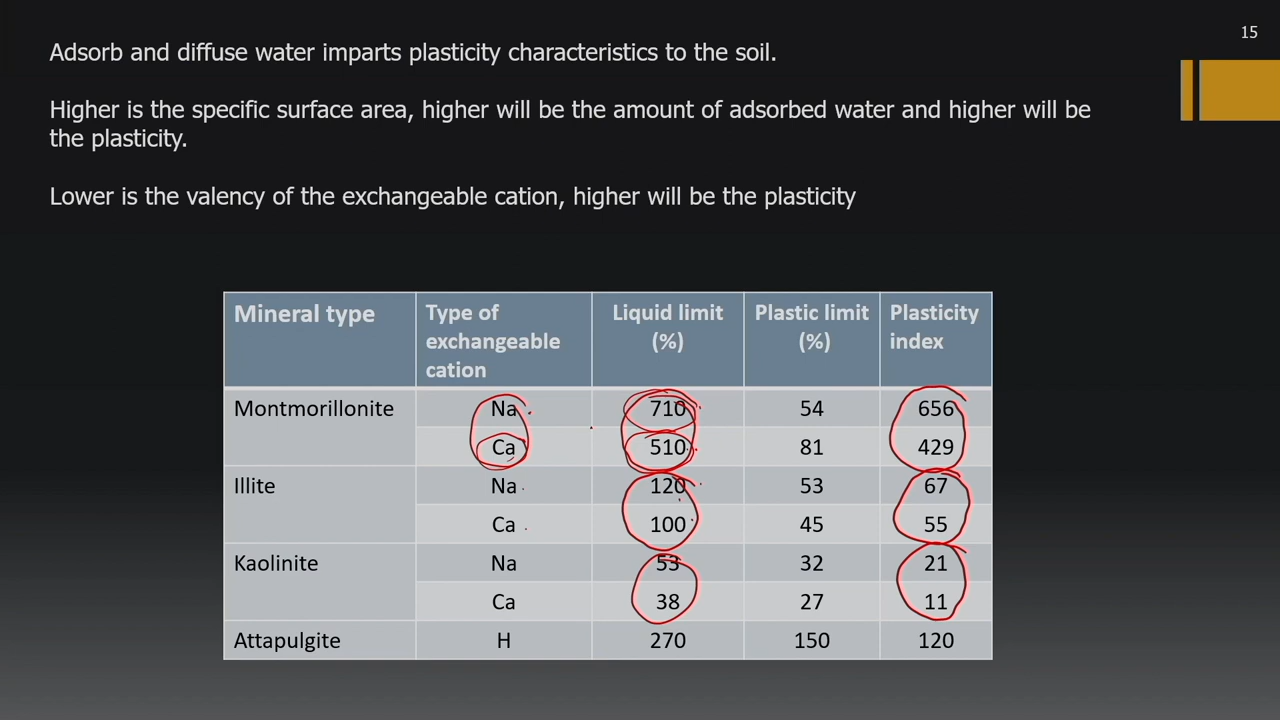 15
Adsorb and diffuse water imparts plasticity characteristics to the soil.
Higher is the specific surface area, higher will be the amount of adsorbed water and higher will be
the plasticity.
Lower is the valency of the exchangeable cation, higher will be the plasticity
Mineral type Type of exchangeable cation Liquid limit (%) Plastic limit (%) Plasticity index
Montmorillonite Na 710 54 656
Ca 510 81 429
Illite Na 120 53 67
Ca 100 45 55
Kaolinite Na 53 32 21
Ca 38 27 11
Attapulgite H 270 150 120